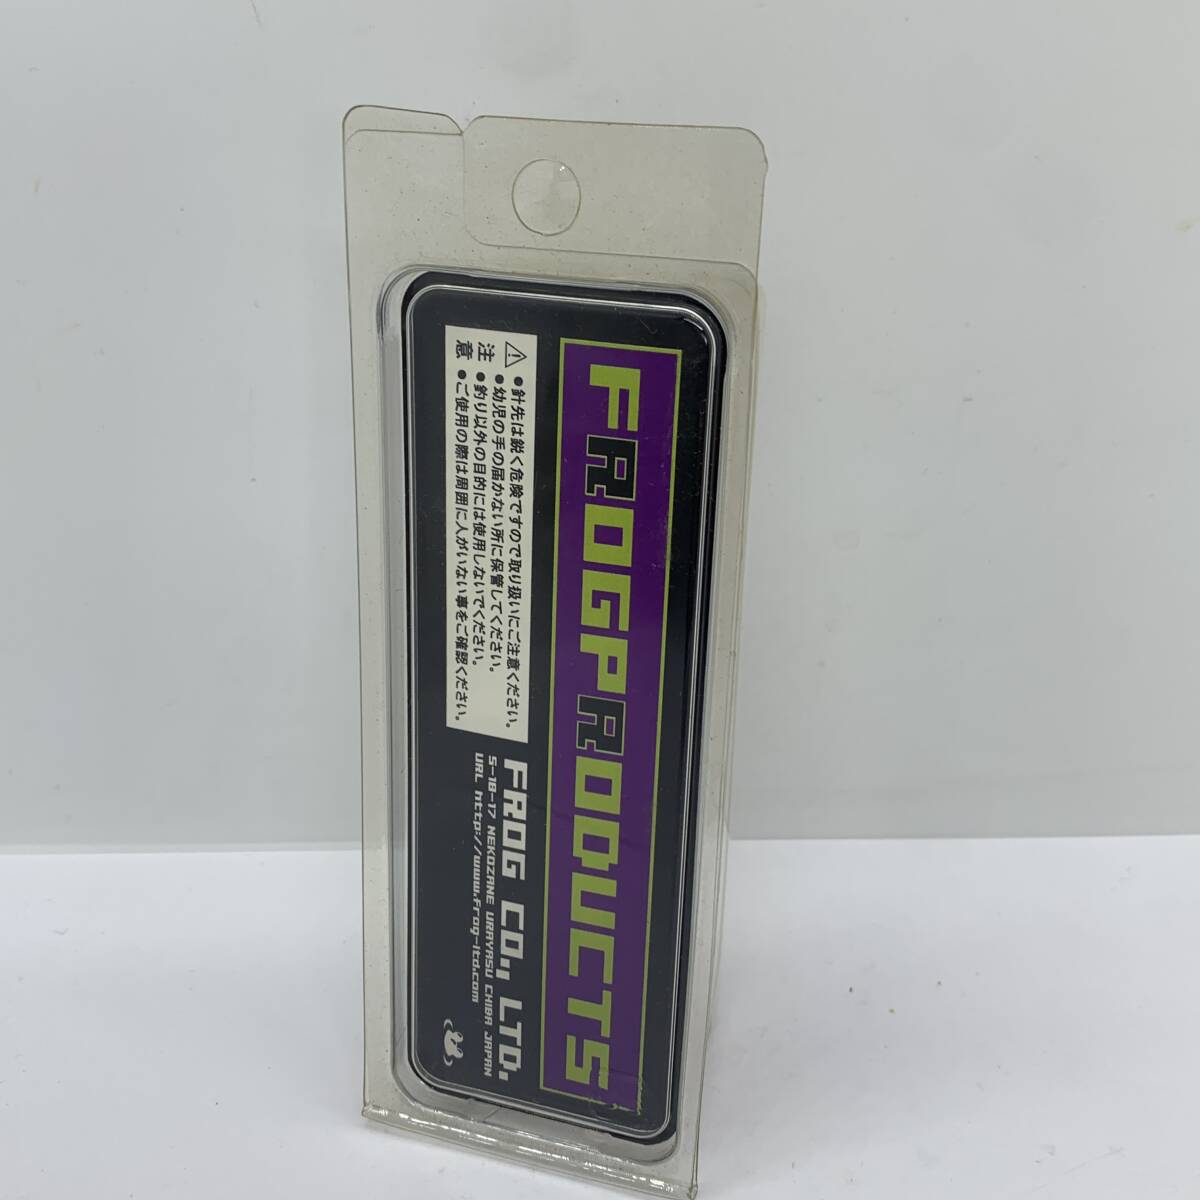 FROGPRODUCTS
⚠注意
●針先は鋭く危険ですので取り扱いにご注意ください。
●幼児の手の届かない所に保管してください。
●釣り以外の目的には使用しないでください。
●ご使用の際は周囲に人がいない事をご確認ください。
FROG CO., LTD.
5-18-17 NEKOZANE URAYASU CHIBA JAPAN
URL http://www.frog-ltd.com